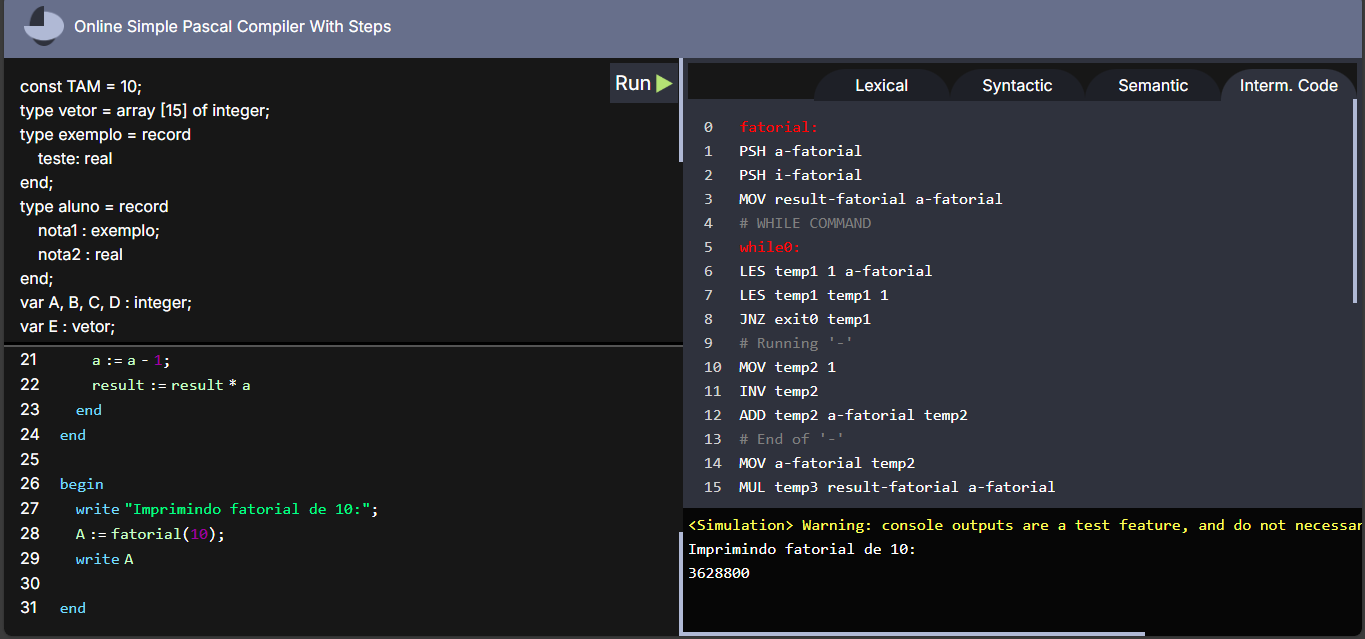 Online Simple Pascal Compiler With Steps
const TAM = 10;
type vetor = array [15] of integer;
type exemplo = record
teste: real
end;
type aluno = record
nota1 : exemplo;
nota2 : real
end;
var A, B, C, D : integer;
var E : vetor;
Run
21 a := a - 1;
22 result := result * a
23 end
24 end
25
26 begin
27 write "Imprimindo fatorial de 10:";
28 A := fatorial(10);
29 write A
30
31 end
Lexical Syntactic Semantic Interm. Code
0 fatorial:
1 PSH a-fatorial
2 PSH i-fatorial
3 MOV result-fatorial a-fatorial
4 # WHILE COMMAND
5 while0:
6 LES temp1 1 a-fatorial
7 LES temp1 temp1 1
8 JNZ exit0 temp1
9 # Running '-'
10 MOV temp2 1
11 INV temp2
12 ADD temp2 a-fatorial temp2
13 # End of '-'
14 MOV a-fatorial temp2
15 MUL temp3 result-fatorial a-fatorial
<Simulation> Warning: console outputs are a test feature, and do not necessar
Imprimindo fatorial de 10:
3628800